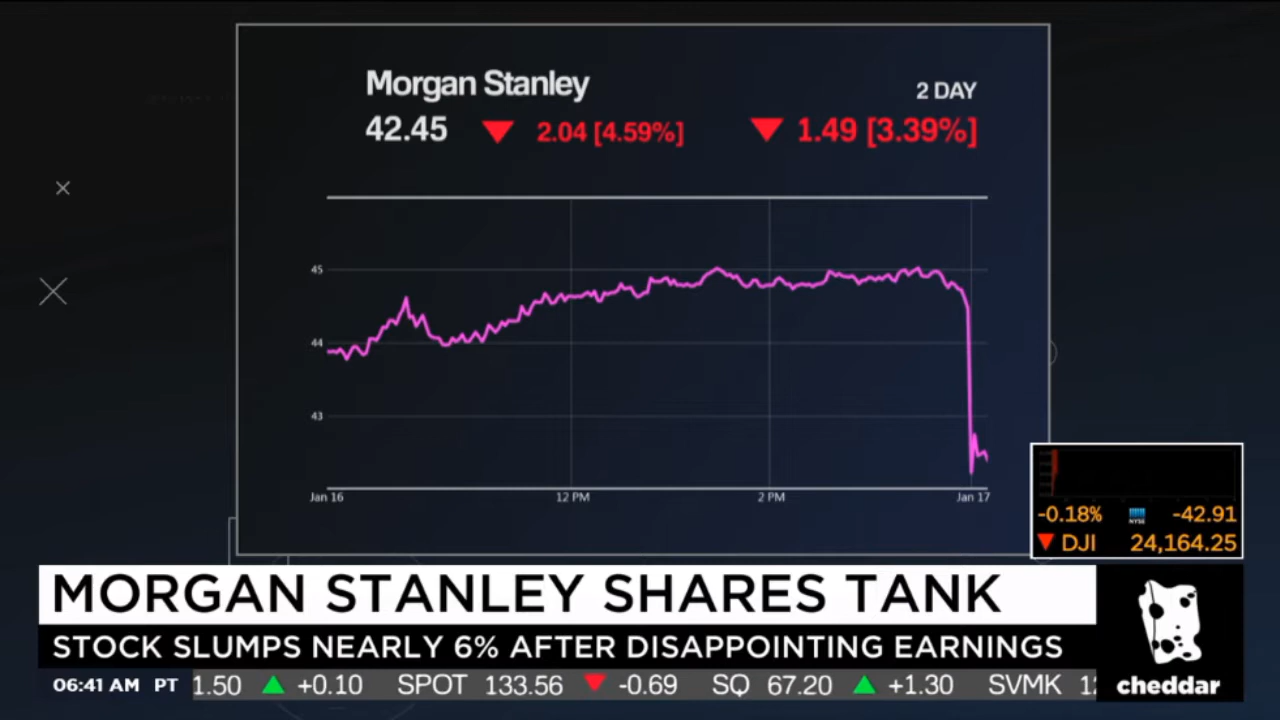 Morgan Stanley
2 DAY
42.45 ▼ 2.04 [4.59%] ▼ 1.49 [3.39%]
45
44
43
Jan 16 12 PM 2 PM Jan 17
-0.18% NYSE -42.91
▼ DJI 24,164.25
MORGAN STANLEY SHARES TANK
STOCK SLUMPS NEARLY 6% AFTER DISAPPOINTING EARNINGS
06:41 AM PT 1.50 ▲ +0.10 SPOT 133.56 ▼ -0.69 SQ 67.20 ▲ +1.30 SVMK
cheddar